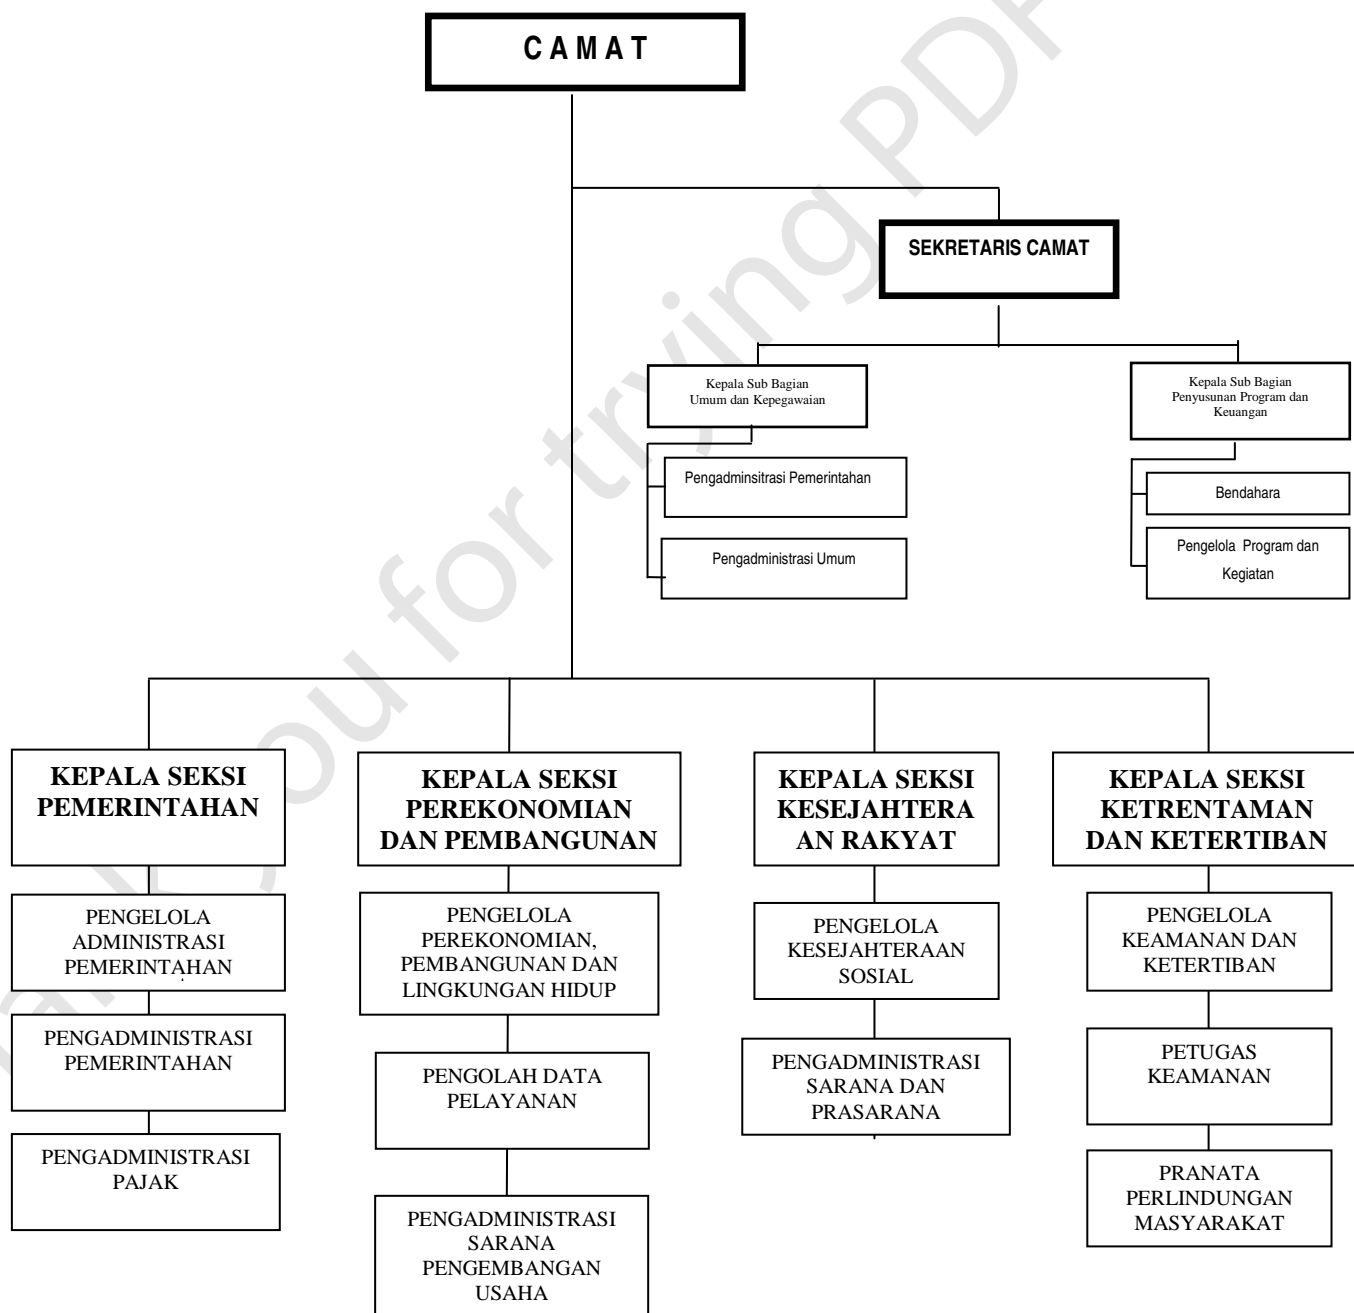 C A M A T
SEKRETARIS CAMAT
Kepala Sub Bagian
Umum dan Kepegawaian
Kepala Sub Bagian
Penyusunan Program dan
Keuangan
Pengadminsitrasi Pemerintahan
Pengadministrasi Umum
Bendahara
Pengelola Program dan
Kegiatan
KEPALA SEKSI
PEMERINTAHAN
KEPALA SEKSI
PEREKONOMIAN
DAN PEMBANGUNAN
KEPALA SEKSI
KESEJAHTERA
AN RAKYAT
KEPALA SEKSI
KETRENTAMAN
DAN KETERTIBAN
PENGELOLA
ADMINISTRASI
PEMERINTAHAN
PENGADMINISTRASI
PEMERINTAHAN
PENGADMINISTRASI
PAJAK
PENGELOLA
PEREKONOMIAN,
PEMBANGUNAN DAN
LINGKUNGAN HIDUP
PENGOLAH DATA
PELAYANAN
PENGADMINISTRASI
SARANA
PENGEMBANGAN
USAHA
PENGELOLA
KESEJAHTERAAN
SOSIAL
PENGADMINISTRASI
SARANA DAN
PRASARANA
PENGELOLA
KEAMANAN DAN
KETERTIBAN
PETUGAS
KEAMANAN
PRANATA
PERLINDUNGAN
MASYARAKAT
you for trying PDF